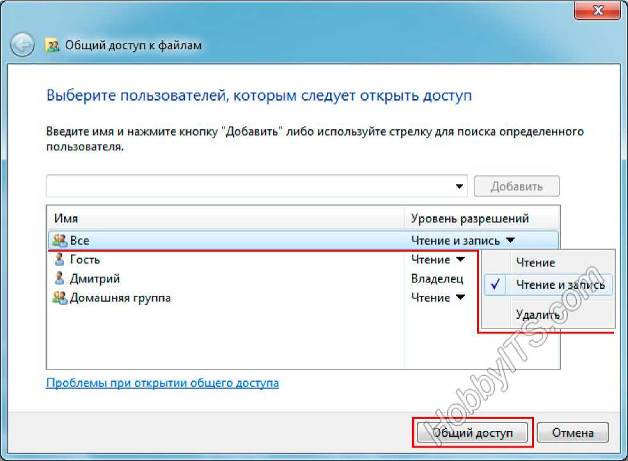 Общий доступ к файлам
Выберите пользователей, которым следует открыть доступ
Введите имя и нажмите кнопку "Добавить" либо используйте стрелку для поиска определенного
пользователя.
Добавить
Имя Уровень разрешений
Все Чтение и запись
Гость Чтение
Дмитрий Владелец
Домашняя группа Чтение
Чтение
Чтение и запись
Удалить
Проблемы при открытии общего доступа
Общий доступ Отмена
HobbyITS.com